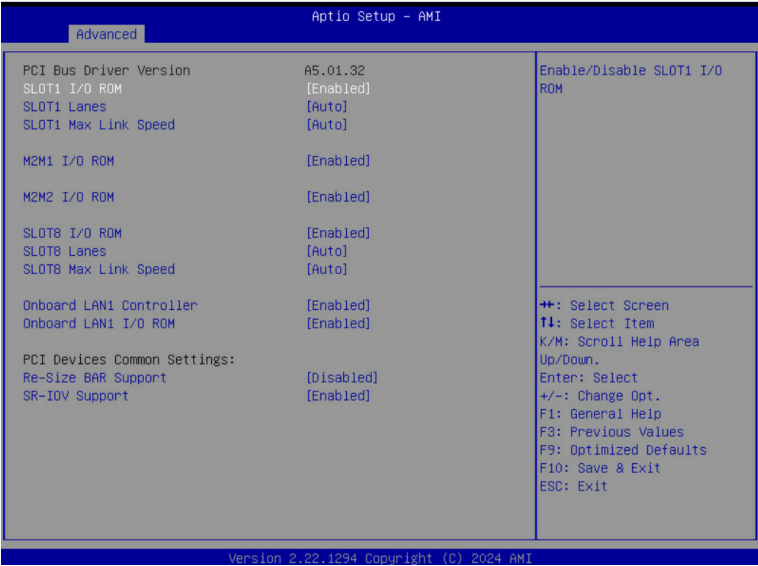 Aptio Setup – AMI
Advanced
PCI Bus Driver Version A5.01.32
SLOT1 I/O ROM [Enabled]
SLOT1 Lanes [Auto]
SLOT1 Max Link Speed [Auto]
M2M1 I/O ROM [Enabled]
M2M2 I/O ROM [Enabled]
SLOT8 I/O ROM [Enabled]
SLOT8 Lanes [Auto]
SLOT8 Max Link Speed [Auto]
Onboard LAN1 Controller [Enabled]
Onboard LAN1 I/O ROM [Enabled]
PCI Devices Common Settings:
Re-Size BAR Support [Disabled]
SR-IOV Support [Enabled]
Enable/Disable SLOT1 I/O
ROM
→←: Select Screen
↑↓: Select Item
K/M: Scroll Help Area
Up/Down.
Enter: Select
+/-: Change Opt.
F1: General Help
F3: Previous Values
F9: Optimized Defaults
F10: Save & Exit
ESC: Exit
Version 2.22.1294 Copyright (C) 2024 AMI